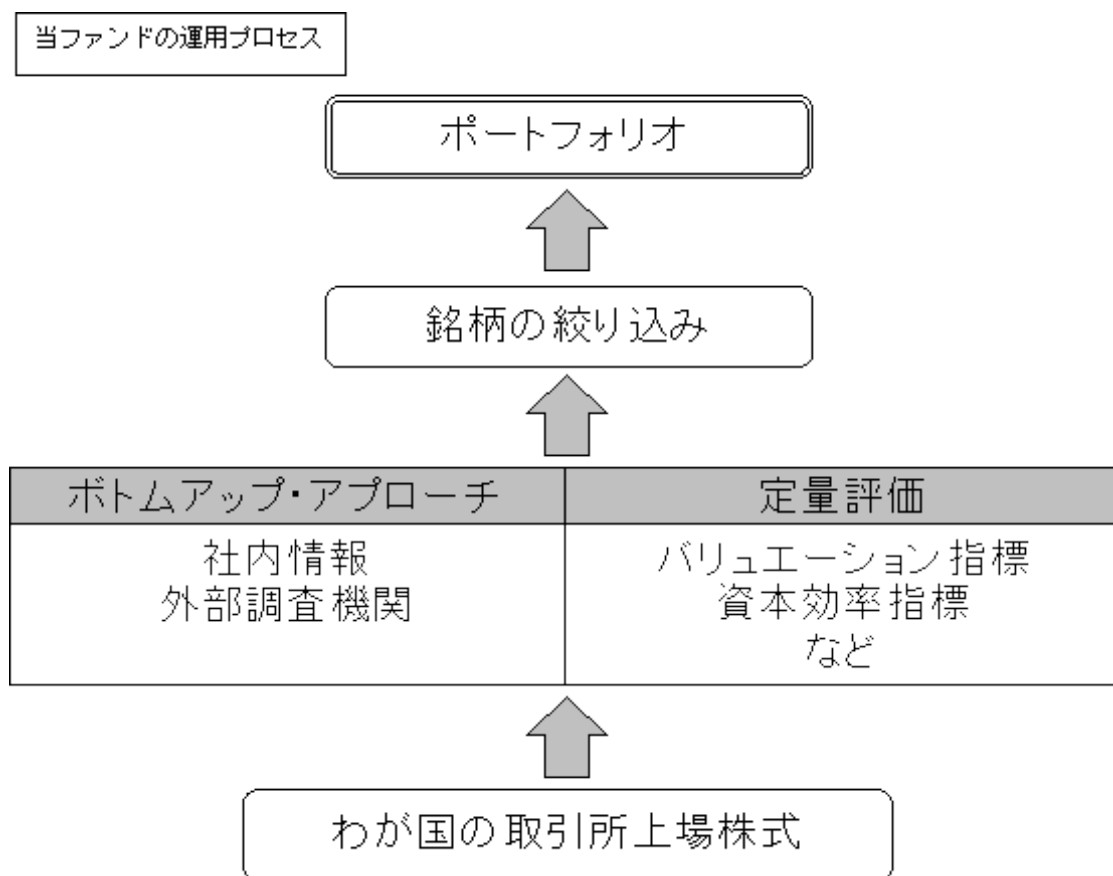 当ファンドの運用プロセス
ポートフォリオ
銘柄の絞り込み
ボトムアップ・アプローチ
社内情報
外部調査機関
定量評価
バリュエーション指標
資本効率指標
など
わが国の取引所上場株式